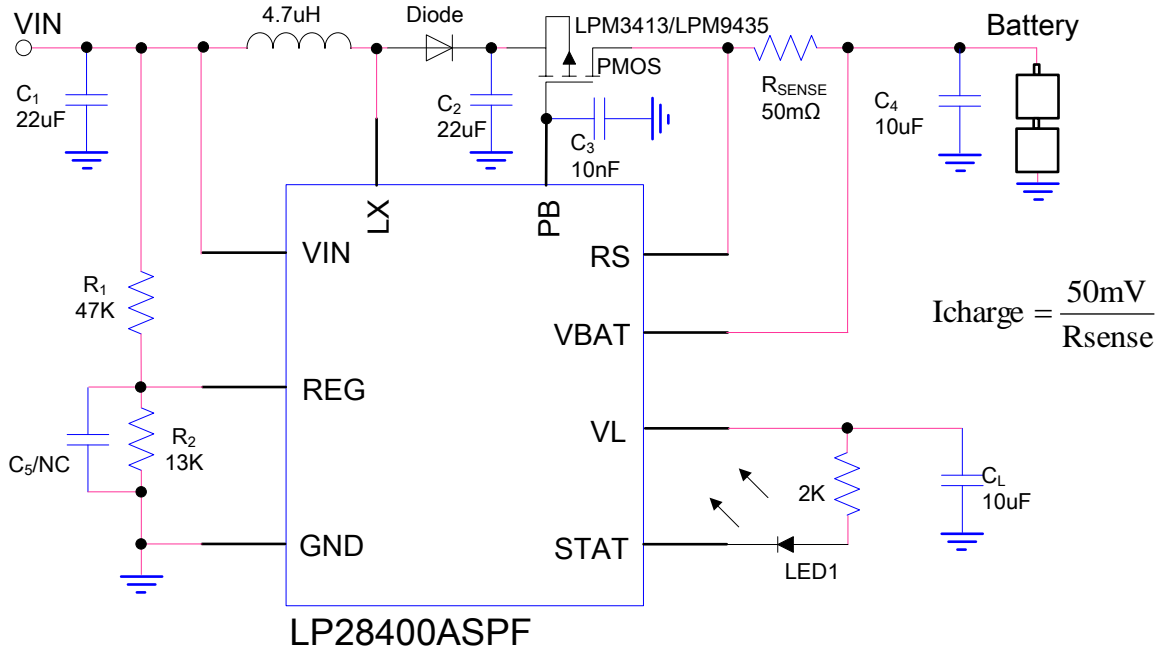 VIN
4.7uH
Diode
LPM3413/LPM9435
PMOS
Battery
C1
22uF
C2
22uF
C3
10nF
RSENSE
50mΩ
C4
10uF
LX
PB
VIN
RS
R1
47K
VBAT
Icharge = 50mV
Rsense
REG
VL
C5/NC
R2
13K
2K
CL
10uF
GND
STAT
LED1
LP28400ASPF